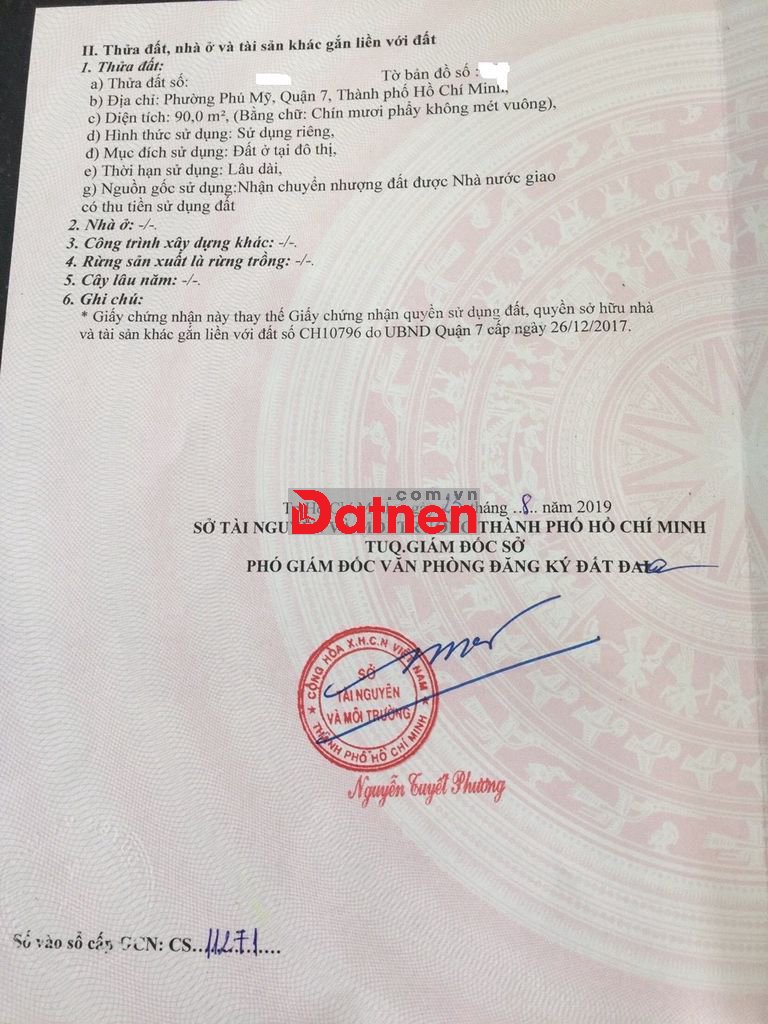 II. Thửa đất, nhà ở và tài sản khác gắn liền với đất
1. Thửa đất:
a) Thửa đất số: Tờ bản đồ số :
b) Địa chỉ: Phường Phú Mỹ, Quận 7, Thành phố Hồ Chí Minh,
c) Diện tích: 90,0 m², (Bằng chữ: Chín mươi phẩy không mét vuông),
d) Hình thức sử dụng: Sử dụng riêng,
đ) Mục đích sử dụng: Đất ở tại đô thị,
e) Thời hạn sử dụng: Lâu dài,
g) Nguồn gốc sử dụng:Nhận chuyển nhượng đất được Nhà nước giao
có thu tiền sử dụng đất
2. Nhà ở: -/-.
3. Công trình xây dựng khác: -/-.
4. Rừng sản xuất là rừng trồng: -/-.
5. Cây lâu năm: -/-.
6. Ghi chú:
* Giấy chứng nhận này thay thế Giấy chứng nhận quyền sử dụng đất, quyền sở hữu nhà
và tài sản khác gắn liền với đất số CH10796 do UBND Quận 7 cấp ngày 26/12/2017.
.com.vn
Datnen
tháng ..8.. năm 2019
SỞ TÀI THÀNH PHỐ HỒ CHÍ MINH
TUQ.GIÁM ĐỐC SỞ
PHÓ GIÁM ĐỐC VĂN PHÒNG ĐĂNG KÝ ĐẤT ĐAI
CỘNG HÒA X.H.C.N VIỆT NAM
SỞ
TÀI NGUYÊN
VÀ MÔI TRƯỜNG
THÀNH PHỐ HỒ CHÍ MINH
Nguyễn Tuyết Phương
Số vào sổ cấp GCN: CS...11271....